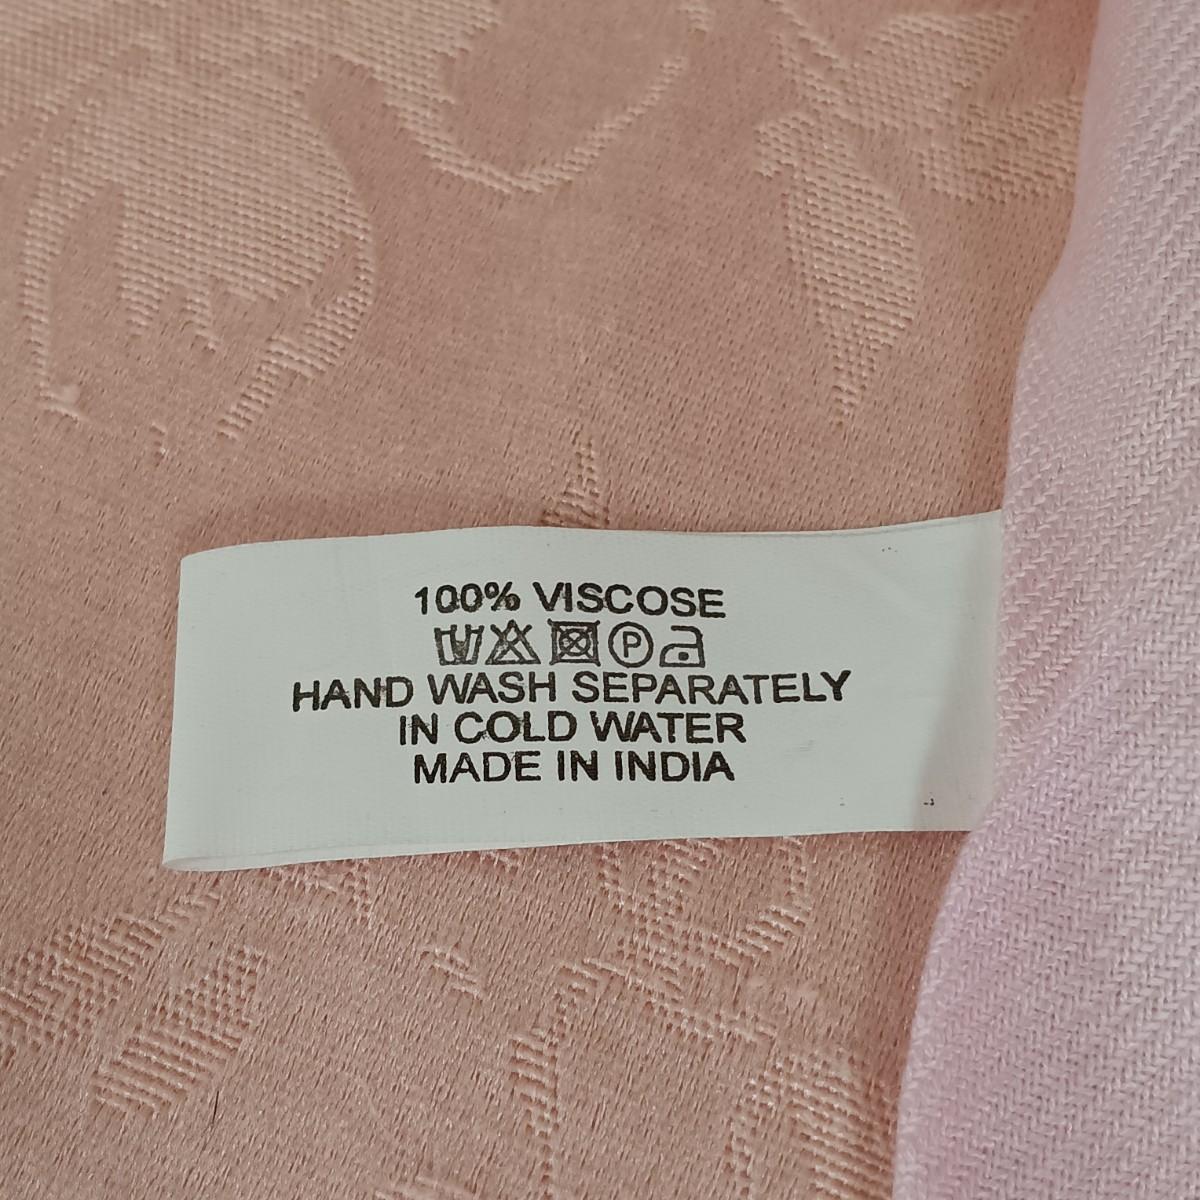 100% VISCOSE
P
HAND WASH SEPARATELY
IN COLD WATER
MADE IN INDIA